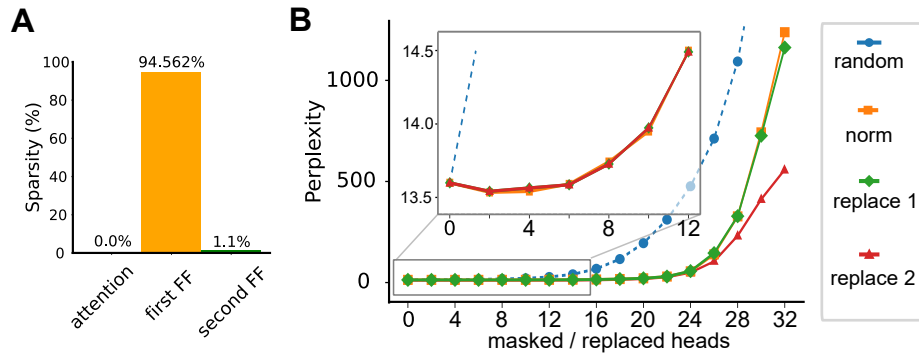 A
94.562%
100
80
60
40
20
0
Sparsity (%)
0.0%
1.1%
attention
first FF
second FF
B
Perplexity
1000
500
0
14.5
14.0
13.5
0 4 8 12
0 4 8 12 16 20 24 28 32
masked / replaced heads
random
norm
replace 1
replace 2